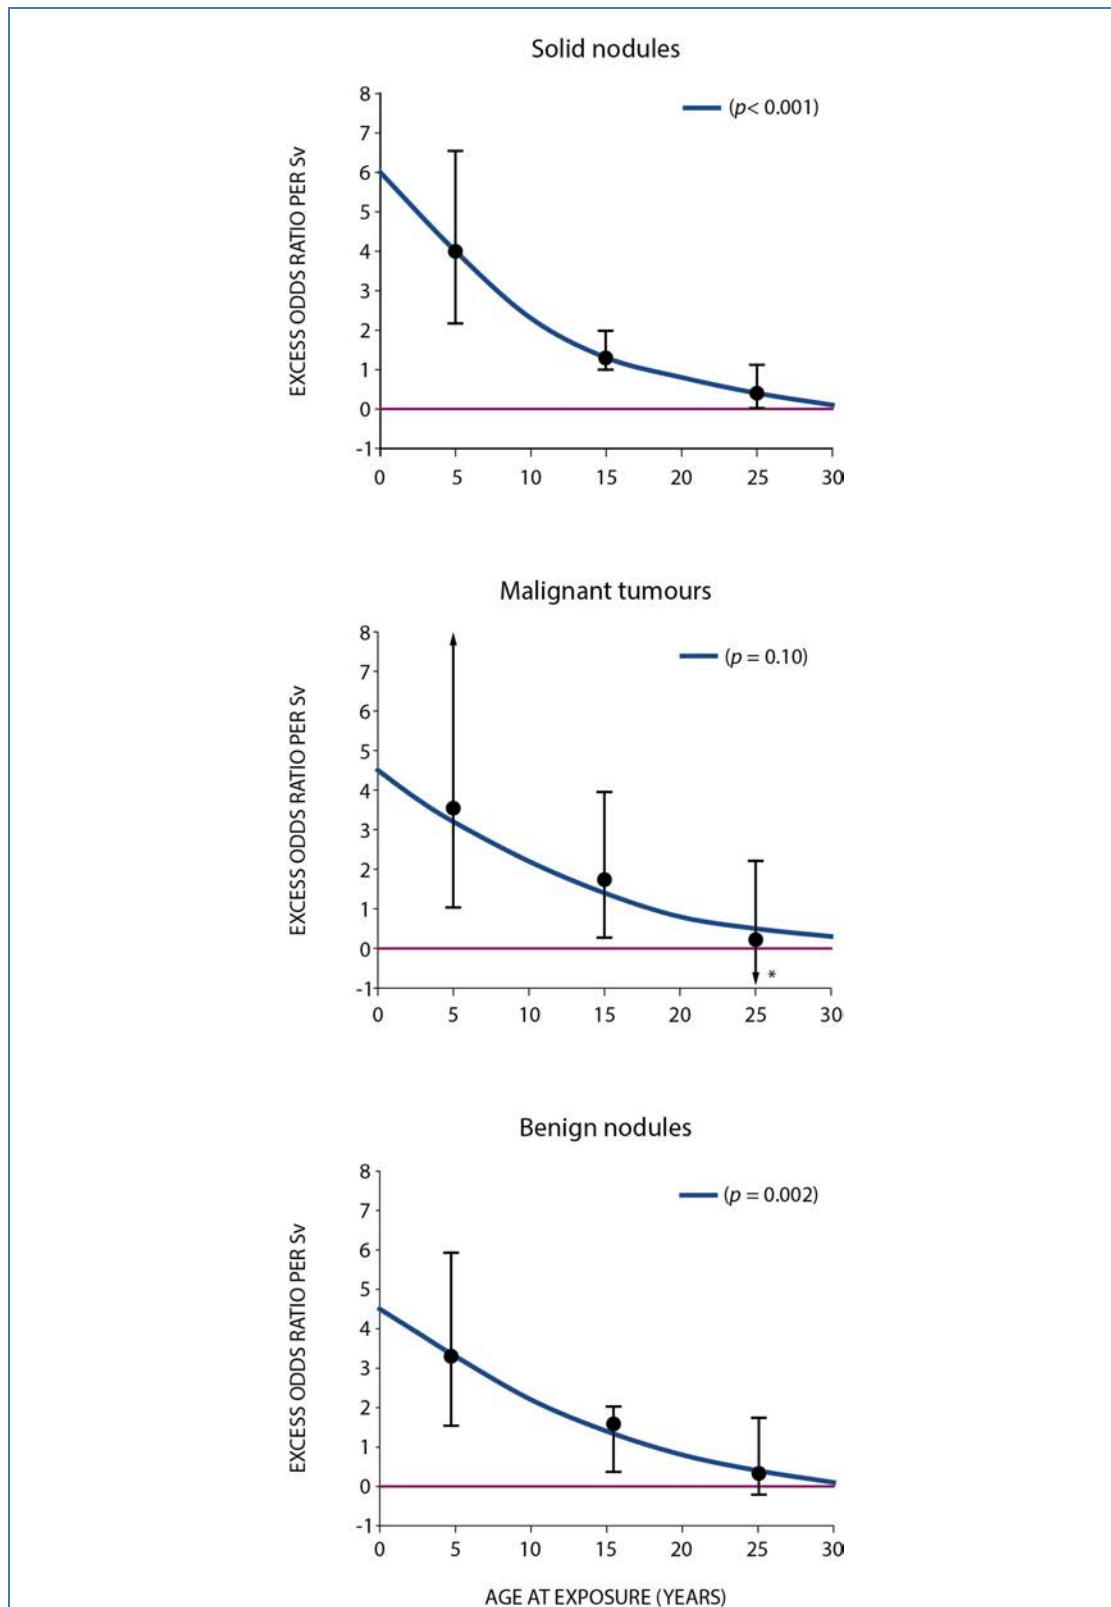 Solid nodules
EXCESS ODDS RATIO PER Sv
8
7
6
5
4
3
2
1
0
-1
(p< 0.001)
0 5 10 15 20 25 30
Malignant tumours
EXCESS ODDS RATIO PER Sv
8
7
6
5
4
3
2
1
0
-1
(p = 0.10)
*
0 5 10 15 20 25 30
Benign nodules
EXCESS ODDS RATIO PER Sv
8
7
6
5
4
3
2
1
0
-1
(p = 0.002)
0 5 10 15 20 25 30
AGE AT EXPOSURE (YEARS)